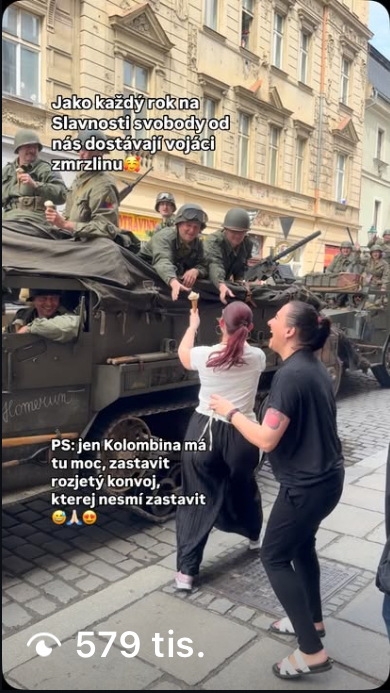 Jako každý rok na
Slavnosti svobody od
nás dostávají vojáci
zmrzlinu🥰
Homerun
PS: jen Kolombina má
tu moc, zastavit
rozjetý konvoj,
kterej nesmí zastavit
😅🙏🏻😍
579 tis.